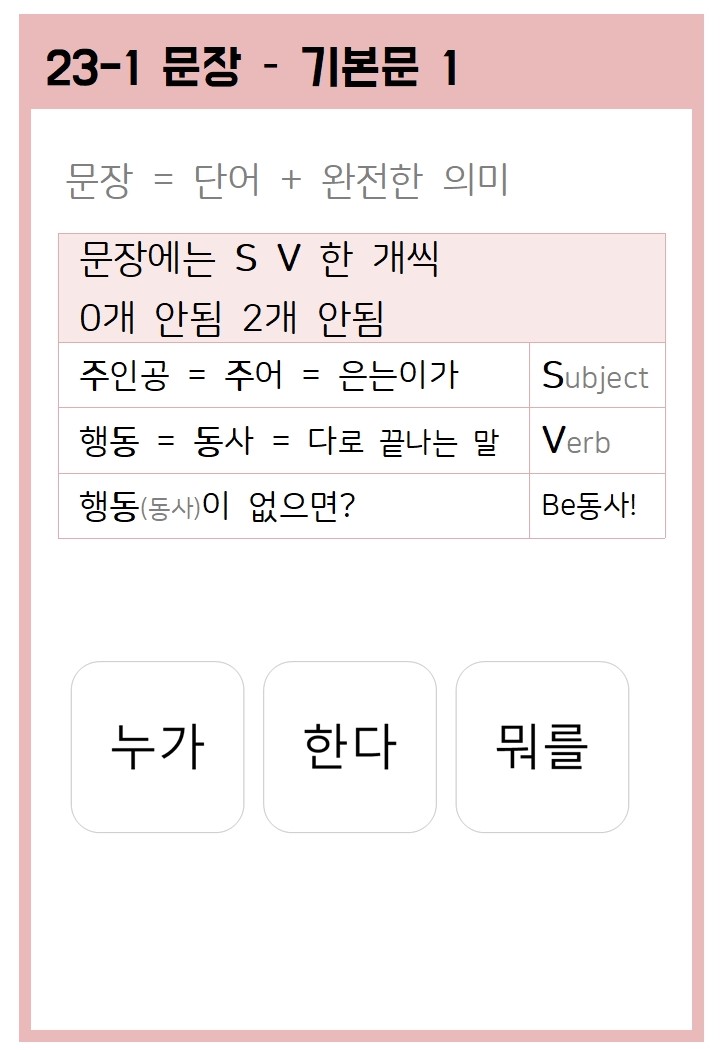 23-1 문장 - 기본문 1
문장 = 단어 + 완전한 의미
문장에는 S V 한 개씩
0개 안됨 2개 안됨
주인공 = 주어 = 은는이가 Subject
행동 = 동사 = 다로 끝나는 말 Verb
행동(동사)이 없으면? Be동사!
누가 한다 뭐를